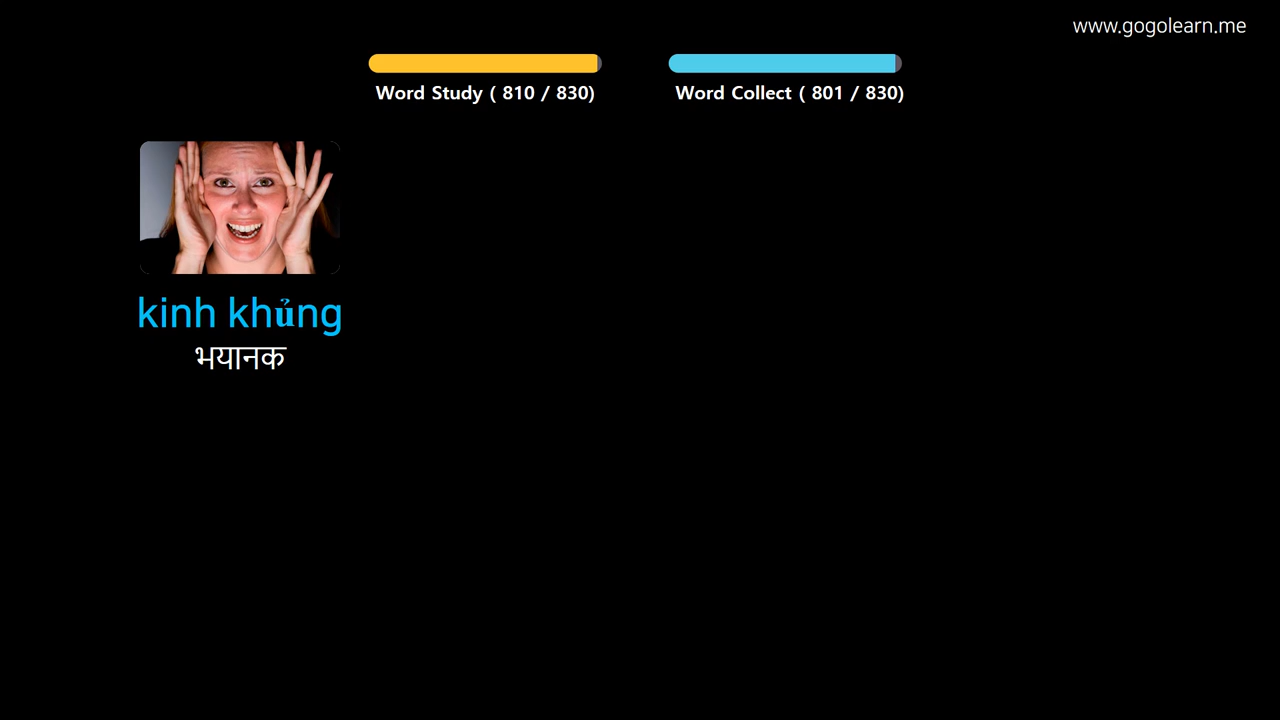 www.gogolearn.me
Word Study ( 810 / 830)
Word Collect ( 801 / 830)
kinh khủng
भयानक